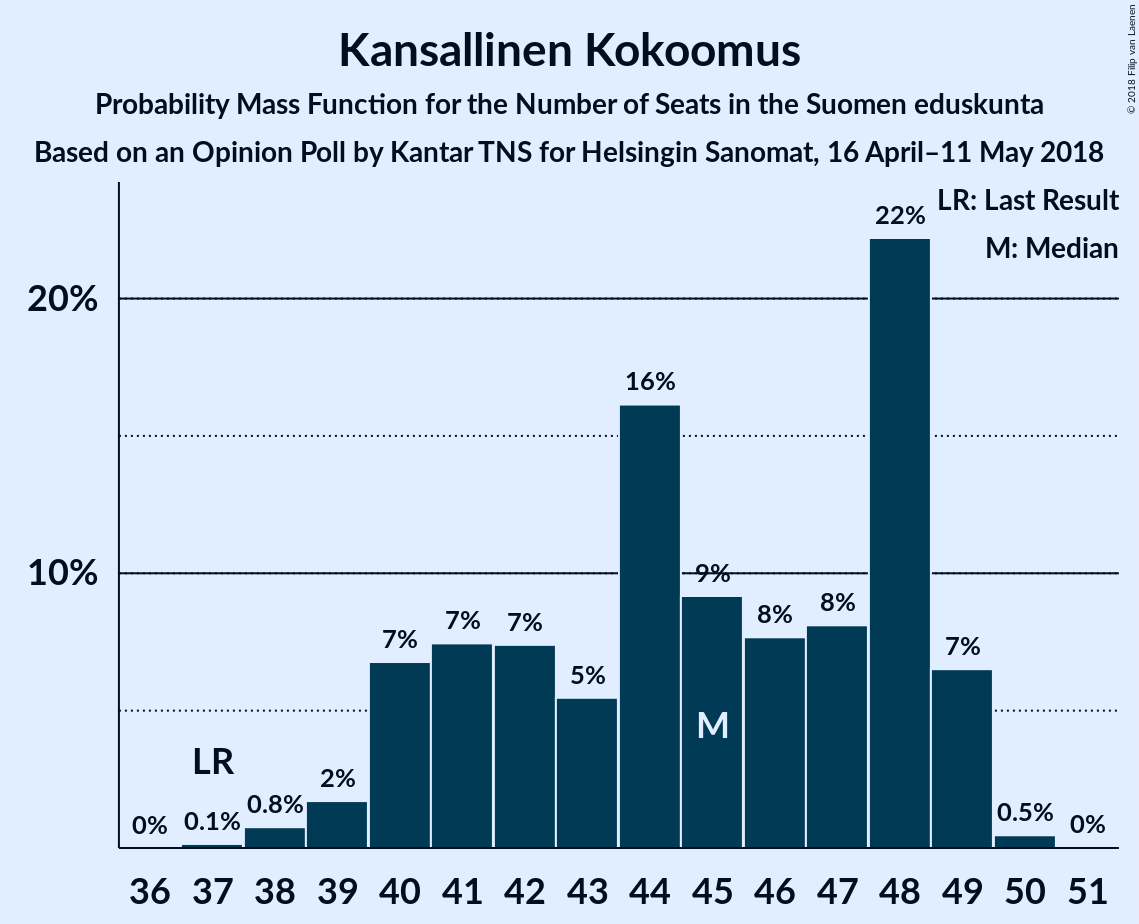 Kansallinen Kokoomus
Probability Mass Function for the Number of Seats in the Suomen eduskunta
Based on an Opinion Poll by Kantar TNS for Helsingin Sanomat, 16 April–11 May 2018
© 2018 Filip van Laenen
LR: Last Result
M: Median
20%
10%
0%
0.1%
0.8%
2%
7%
7%
7%
5%
16%
9%
8%
8%
22%
7%
0.5%
0%
LR
M
36 37 38 39 40 41 42 43 44 45 46 47 48 49 50 51